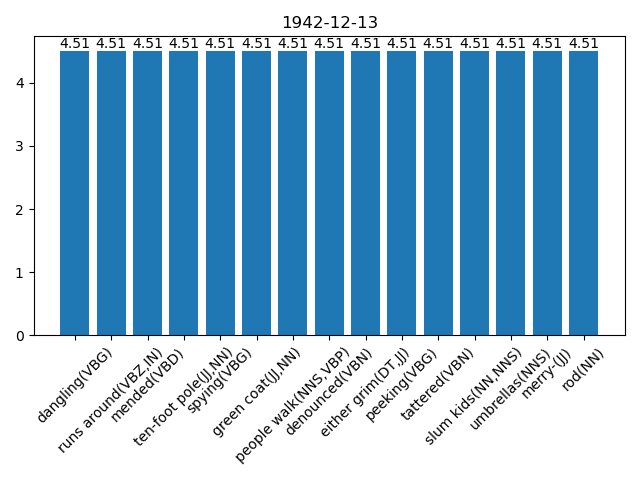 1942-12-13
4.51 4.51 4.51 4.51 4.51 4.51 4.51 4.51 4.51 4.51 4.51 4.51 4.51 4.51 4.51
4
3
2
1
0
dangling(VBG)
runs around(VBZ,IN)
mended(VBD)
ten-foot pole(JJ,NN)
spying(VBG)
green coat(JJ,NN)
people walk(NNS,VBP)
denounced(VBN)
either grim(DT,JJ)
peeking(VBG)
tattered(VBN)
slum kids(NN,NNS)
umbrellas(NNS)
merry-(JJ)
rod(NN)